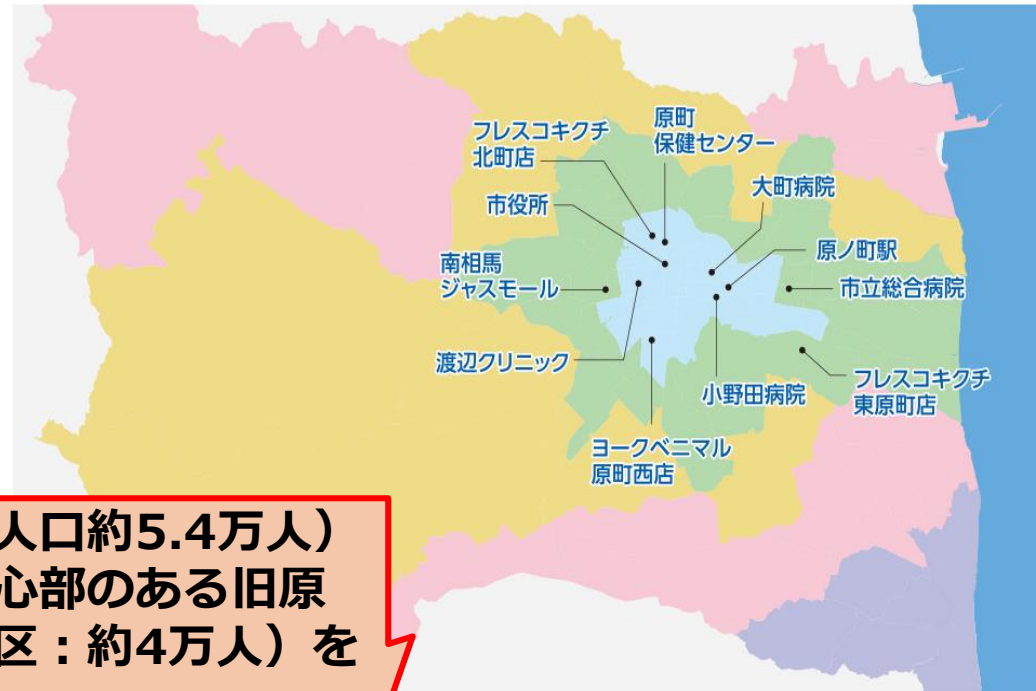 フレスコキクチ
北町店
原町
保健センター
市役所
大町病院
南相馬
ジャスモール
原ノ町駅
市立総合病院
渡辺クリニック
小野田病院
フレスコキクチ
東原町店
ヨークベニマル
原町西店
人口約5.4万人）
心部のある旧原
区：約4万人）を